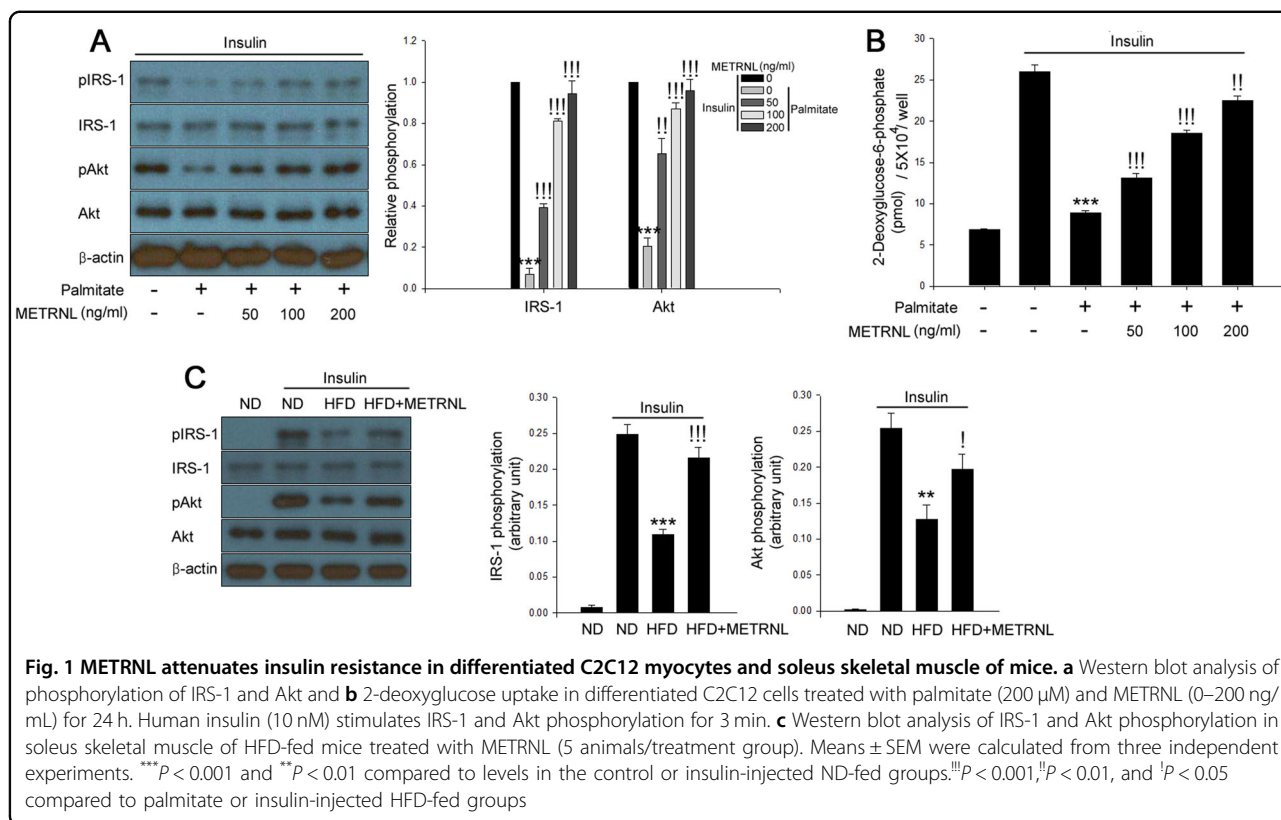 A
Insulin
pIRS-1
IRS-1
pAkt
Akt
β-actin
Palmitate - + + + +
METRNL (ng/ml) - - 50 100 200
Relative phosphorylation
1.2
1.0
0.8
0.6
0.4
0.2
0.0
*** !!! !!! !!!
*** !! !!! !!!
IRS-1 Akt
METRNL (ng/ml)
Insulin
0
0
50
100
200
Palmitate
B
Insulin
2-Deoxyglucose-6-phosphate
(pmol) / 5X10⁴/ well
30
25
20
15
10
5
0
*** !!! !!! !!
Palmitate - - + + + +
METRNL (ng/ml) - - - 50 100 200
C
Insulin
ND ND HFD HFD+METRNL
pIRS-1
IRS-1
pAkt
Akt
β-actin
IRS-1 phosphorylation
(arbitrary unit)
0.30
0.25
0.20
0.15
0.10
0.05
0.00
Insulin
*** !!!
ND ND HFD HFD+METRNL
Akt phosphorylation
(arbitrary unit)
0.30
0.25
0.20
0.15
0.10
0.05
0.00
Insulin
** !
ND ND HFD HFD+METRNL
Fig. 1 METRNL attenuates insulin resistance in differentiated C2C12 myocytes and soleus skeletal muscle of mice. a Western blot analysis of
phosphorylation of IRS-1 and Akt and b 2-deoxyglucose uptake in differentiated C2C12 cells treated with palmitate (200 μM) and METRNL (0–200 ng/
mL) for 24 h. Human insulin (10 nM) stimulates IRS-1 and Akt phosphorylation for 3 min. c Western blot analysis of IRS-1 and Akt phosphorylation in
soleus skeletal muscle of HFD-fed mice treated with METRNL (5 animals/treatment group). Means ± SEM were calculated from three independent
experiments. ***P < 0.001 and **P < 0.01 compared to levels in the control or insulin-injected ND-fed groups.!!!P < 0.001,!!P < 0.01, and !P < 0.05
compared to palmitate or insulin-injected HFD-fed groups